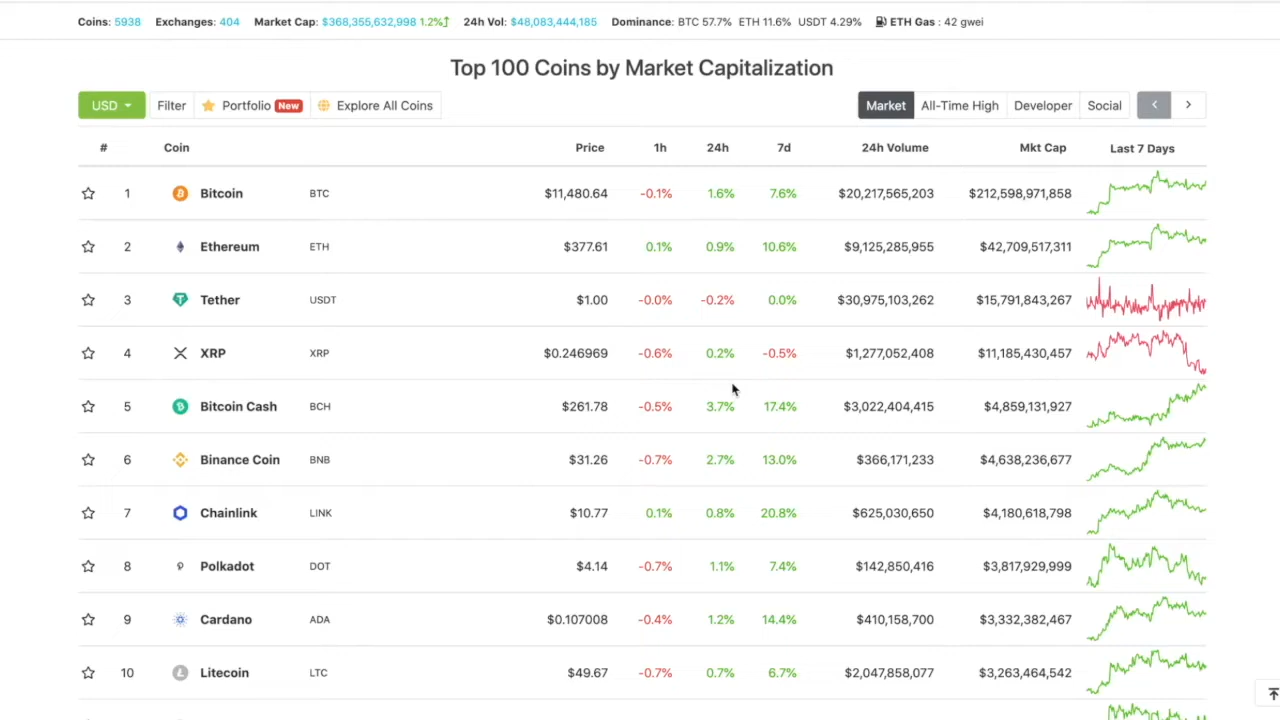 Coins: 5938 Exchanges: 404 Market Cap: $368,355,632,998 1.2% 24h Vol: $48,083,444,185 Dominance: BTC 57.7% ETH 11.6% USDT 4.29% ETH Gas : 42 gwei
Top 100 Coins by Market Capitalization
USD Filter Portfolio New Explore All Coins Market All-Time High Developer Social
# Coin Price 1h 24h 7d 24h Volume Mkt Cap Last 7 Days
1 Bitcoin BTC $11,480.64 -0.1% 1.6% 7.6% $20,217,565,203 $212,598,971,858
2 Ethereum ETH $377.61 0.1% 0.9% 10.6% $9,125,285,955 $42,709,517,311
3 Tether USDT $1.00 -0.0% -0.2% 0.0% $30,975,103,262 $15,791,843,267
4 XRP XRP $0.246969 -0.6% 0.2% -0.5% $1,277,052,408 $11,185,430,457
5 Bitcoin Cash BCH $261.78 -0.5% 3.7% 17.4% $3,022,404,415 $4,859,131,927
6 Binance Coin BNB $31.26 -0.7% 2.7% 13.0% $366,171,233 $4,638,236,677
7 Chainlink LINK $10.77 0.1% 0.8% 20.8% $625,030,650 $4,180,618,798
8 Polkadot DOT $4.14 -0.7% 1.1% 7.4% $142,850,416 $3,817,929,999
9 Cardano ADA $0.107008 -0.4% 1.2% 14.4% $410,158,700 $3,332,382,467
10 Litecoin LTC $49.67 -0.7% 0.7% 6.7% $2,047,858,077 $3,263,464,542